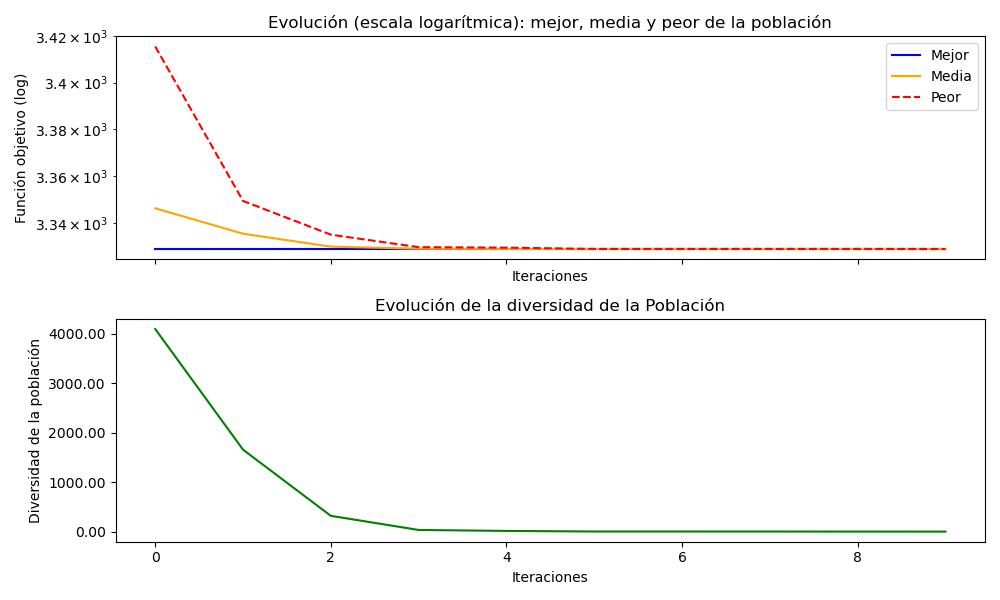 Evolución (escala logarítmica): mejor, media y peor de la población
Función objetivo (log)
3.42 × 10³
3.4 × 10³
3.38 × 10³
3.36 × 10³
3.34 × 10³
Mejor
Media
Peor
Iteraciones
Evolución de la diversidad de la Población
Diversidad de la población
4000.00
3000.00
2000.00
1000.00
0.00
0 2 4 6 8
Iteraciones